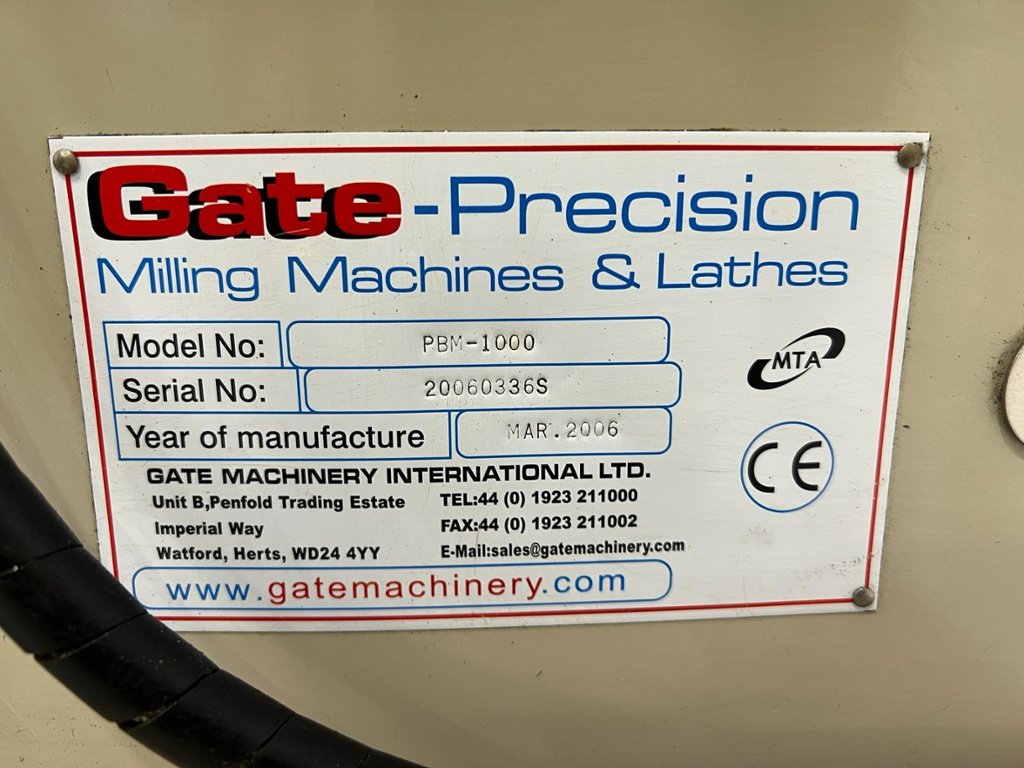 Gate-Precision
Milling Machines & Lathes
Model No: PBM-1000
Serial No: 20060336S
Year of manufacture MAR.2006
MTA
CE
GATE MACHINERY INTERNATIONAL LTD.
Unit B,Penfold Trading Estate TEL:44 (0) 1923 211000
Imperial Way FAX:44 (0) 1923 211002
Watford, Herts, WD24 4YY E-Mail:sales@gatemachinery.com
www.gatemachinery.com